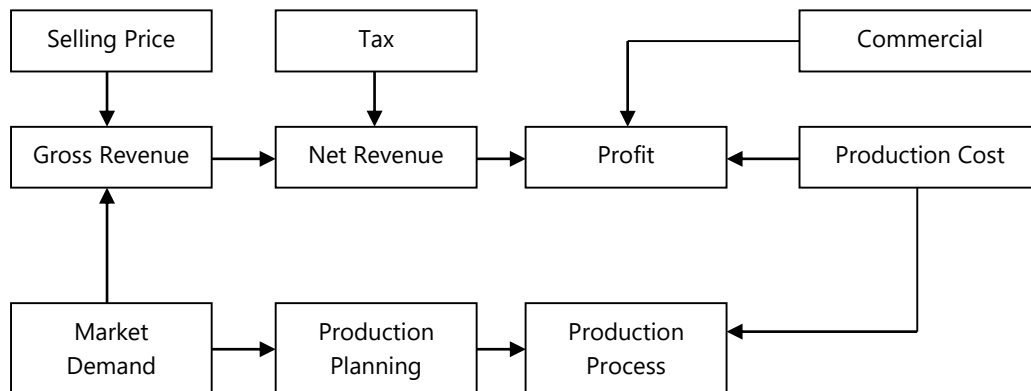 Selling Price
Tax
Commercial
Gross Revenue
Net Revenue
Profit
Production Cost
Market
Demand
Production
Planning
Production
Process